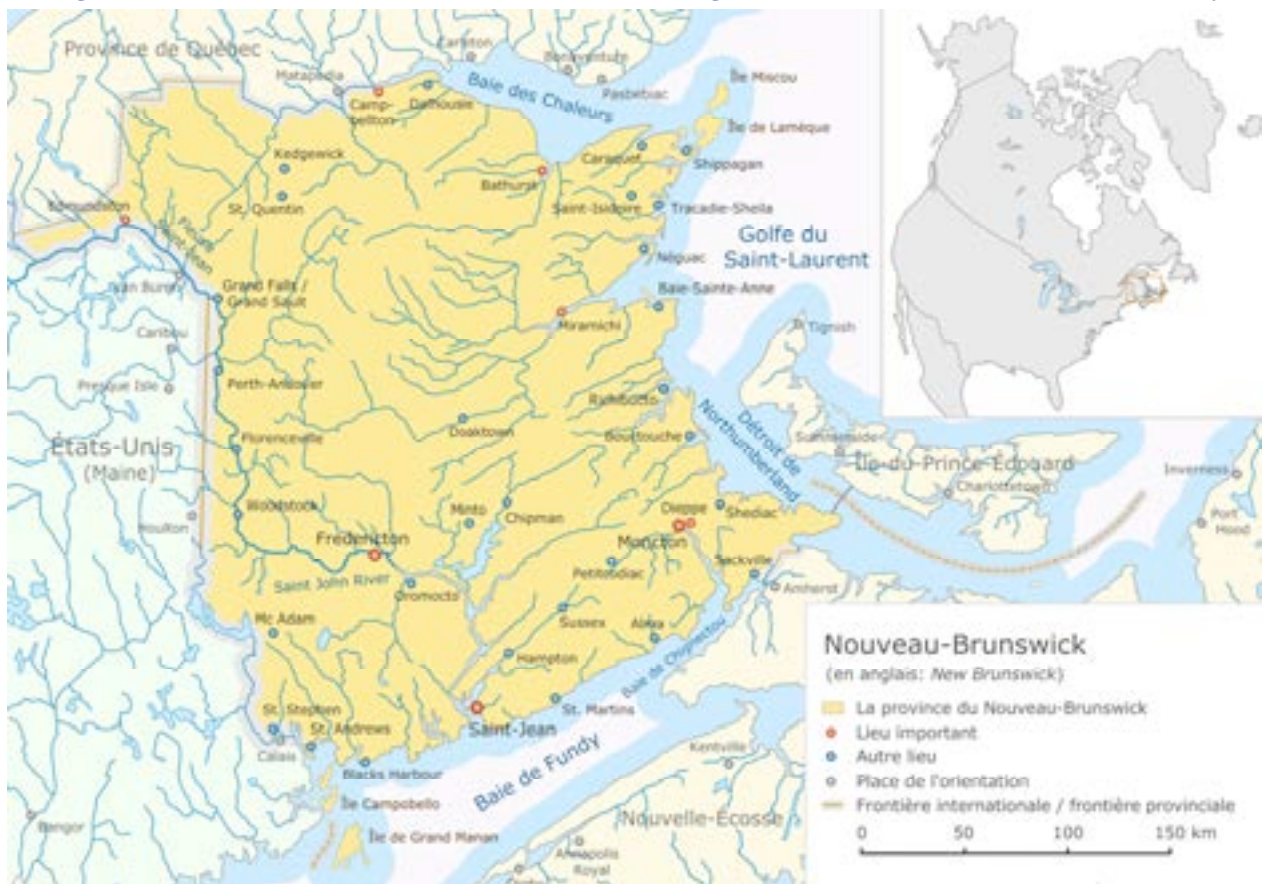 Province de Québec
Carleton
Bonaventure
Paspébiac
Matapédia
Baie des Chaleurs
Île Miscou
Camp-
bellton
Dalhousie
Île de Lamèque
Kedgewick
Caraquet
Shippagan
Bathurst
Edmundston
St. Quentin
Saint-Isidoire
Tracadie-Sheila
Fleuve
Saint-Jean
Golfe du
Saint-Laurent
Néguac
Van Buren
Grand Falls /
Grand Sault
Baie-Sainte-Anne
Miramichi
Tignish
Caribou
Presque Isle
Perth-Andover
Richibucto
Détroit de
Northumberland
Doaktown
Bouctouche
Summerside
États-Unis
(Maine)
Florenceville
Île-du-Prince-Édouard
Inverness
Charlottetown
Woodstock
Houlton
Minto
Chipman
Dieppe
Shediac
Port
Hood
Fredericton
Moncton
Sackville
Saint John River
Petitcodiac
Amherst
Oromocto
Mc Adam
Sussex
Alma
Baie de Chignectou
Hampton
St. Stephen
St. Andrews
Saint-Jean
St. Martins
Calais
Blacks Harbour
Baie de Fundy
Kentville
Île Campobello
Île de Grand Manan
Bangor
Nouvelle-Écosse
Annapolis
Royal
Nouveau-Brunswick
(en anglais: New Brunswick)
La province du Nouveau-Brunswick
Lieu important
Autre lieu
Place de l'orientation
Frontière internationale / frontière provinciale
0 50 100 150 km